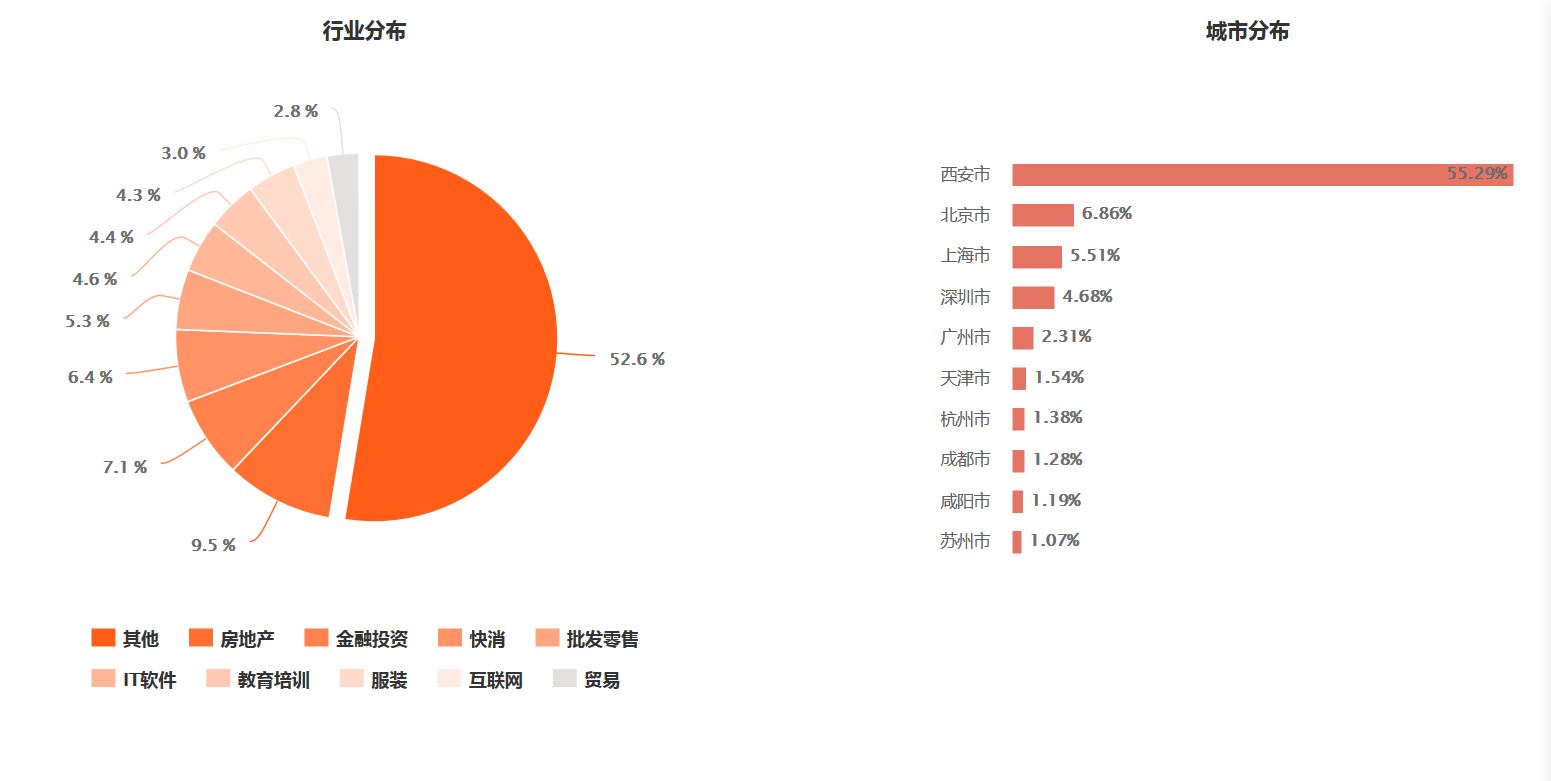 行业分布
2.8 %
3.0 %
4.3 %
4.4 %
4.6 %
5.3 %
6.4 %
7.1 %
9.5 %
52.6 %
其他 房地产 金融投资 快消 批发零售
IT软件 教育培训 服装 互联网 贸易
城市分布
西安市 55.29%
北京市 6.86%
上海市 5.51%
深圳市 4.68%
广州市 2.31%
天津市 1.54%
杭州市 1.38%
成都市 1.28%
咸阳市 1.19%
苏州市 1.07%